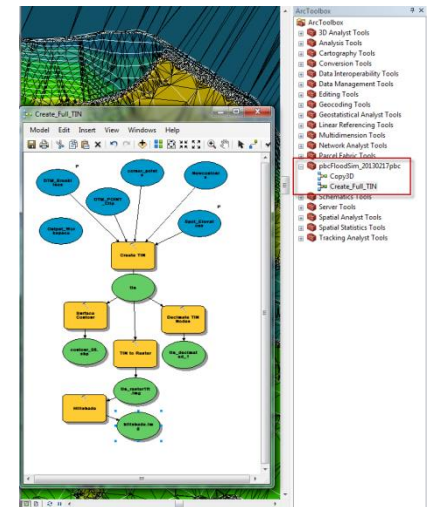 ArcToolbox
ArcToolbox
3D Analyst Tools
Analysis Tools
Cartography Tools
Conversion Tools
Data Interoperability Tools
Data Management Tools
Editing Tools
Geocoding Tools
Geostatistical Analyst Tools
Linear Referencing Tools
Multidimension Tools
Network Analyst Tools
Parcel Fabric Tools
pbcFloodSim_20130217pbc
Copy3D
Create_Full_TIN
Schematics Tools
Server Tools
Spatial Analyst Tools
Spatial Statistics Tools
Tracking Analyst Tools
Create_Full_TIN
Model Edit Insert View Windows Help
P
P
Create TIN
tin
Surface
Contour
Decimate TIN
Nodes
TIN to Raster
Hillshade